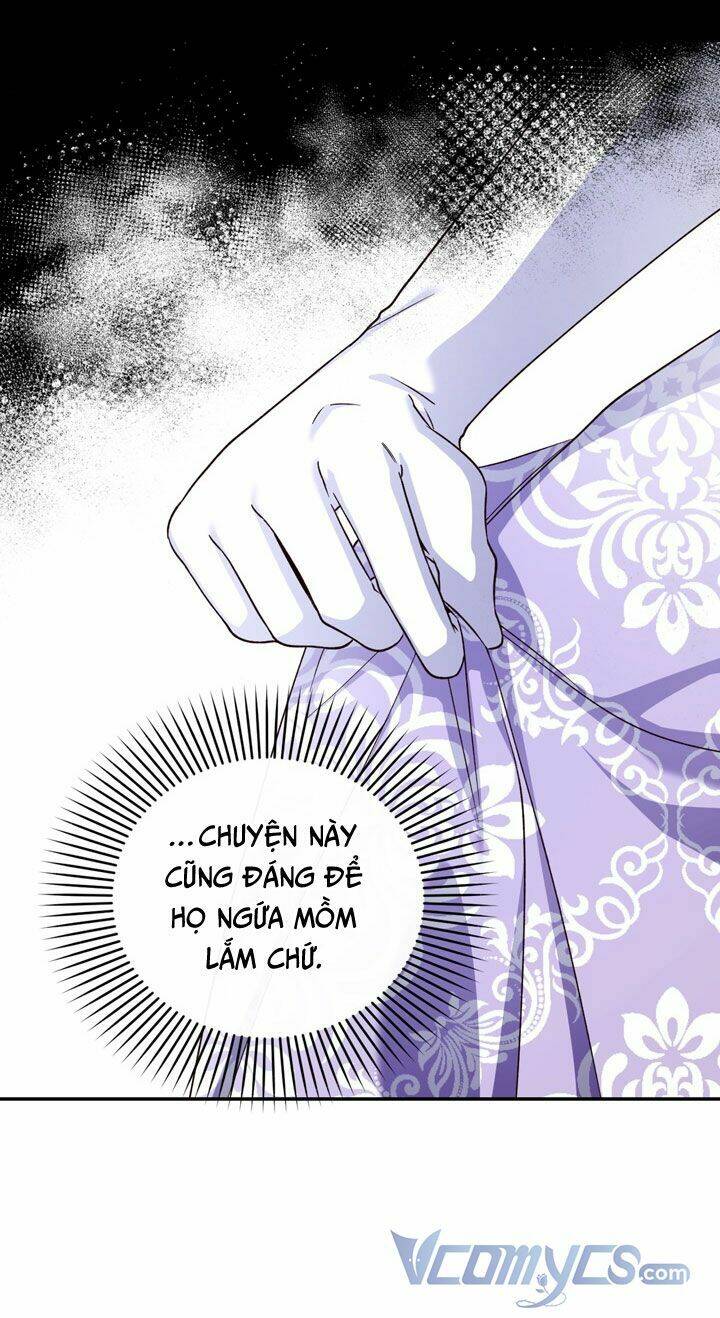 ...CHUYỆN NÀY
CŨNG ĐÁNG ĐỂ
HỌ NGỨA MỒM
LẮM CHỨ.
VCOMYCS.com